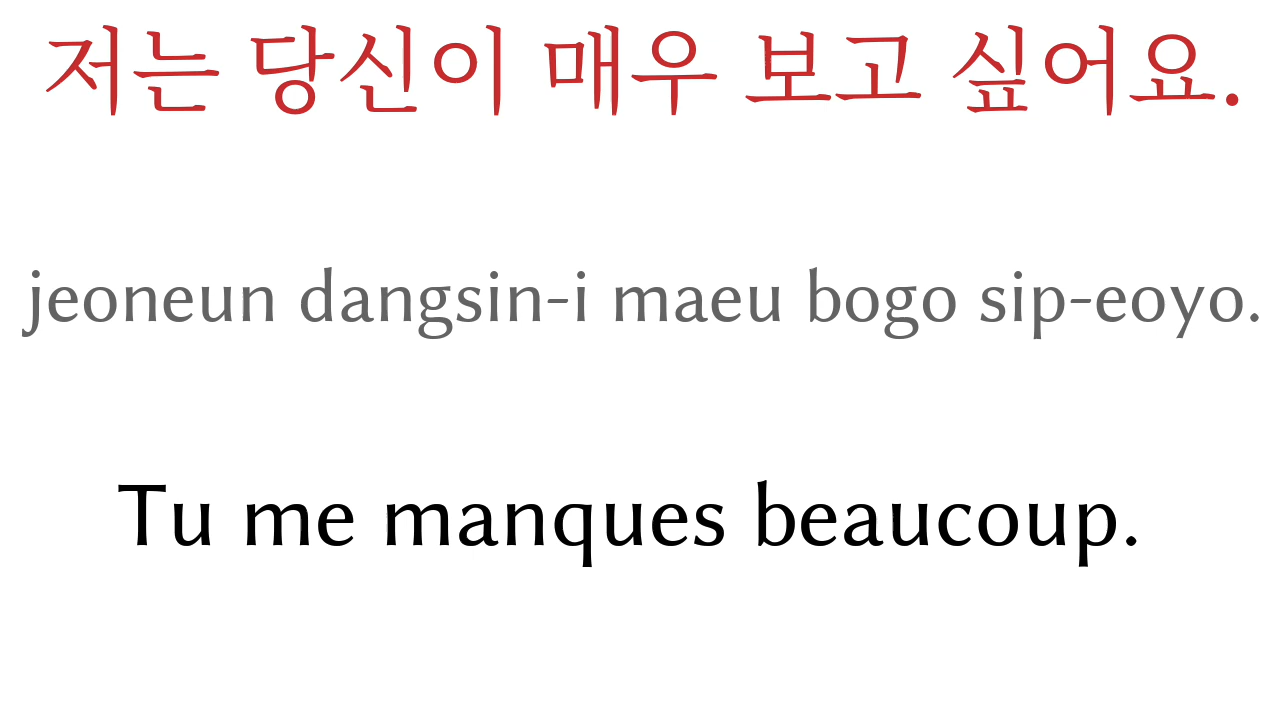 저는 당신이 매우 보고 싶어요.
jeoneun dangsin-i maeu bogo sip-eoyo.
Tu me manques beaucoup.